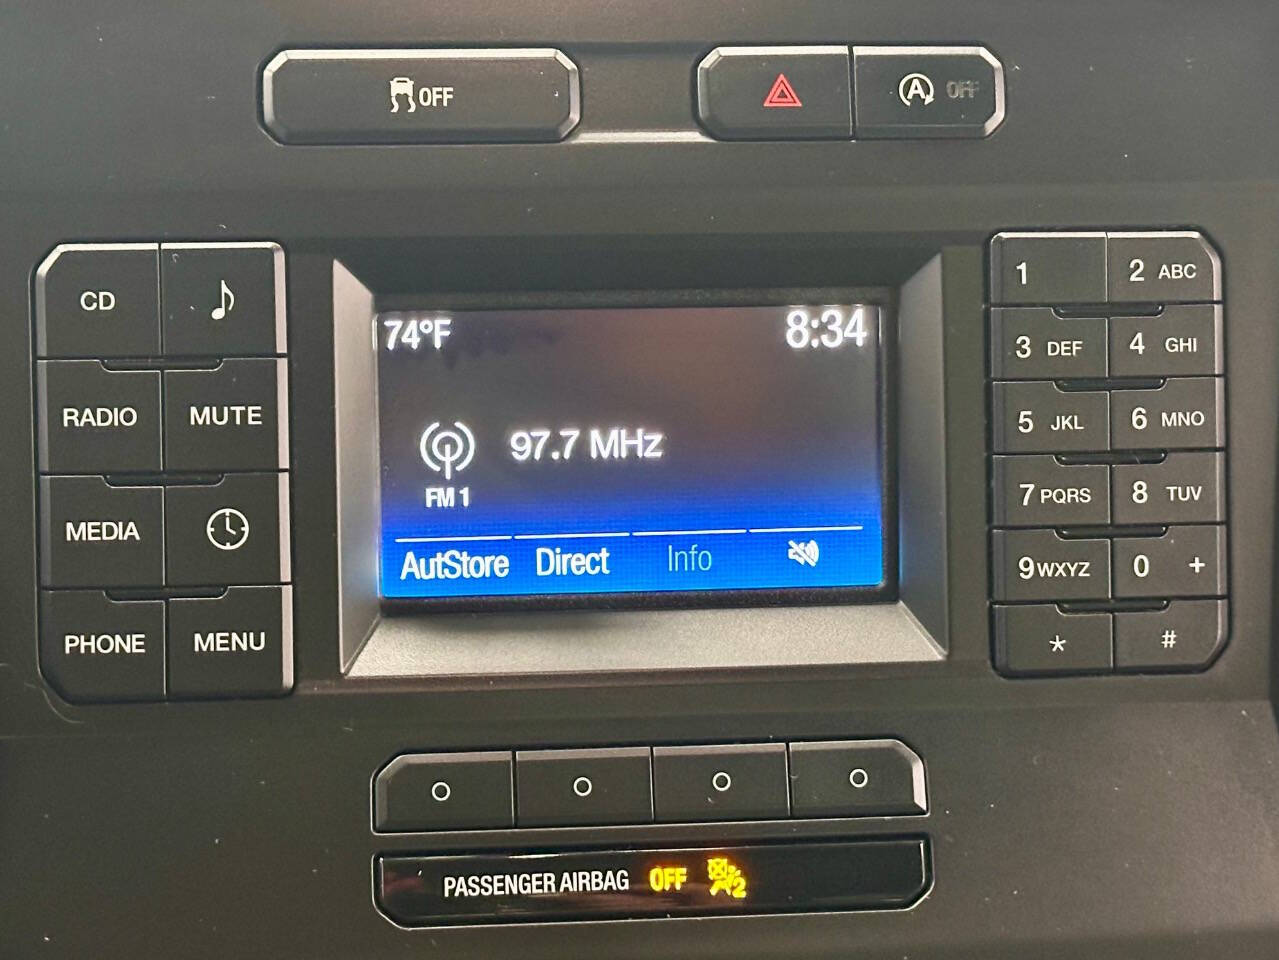 OFF
A OFF
CD
RADIO MUTE
MEDIA
PHONE MENU
74°F 8:34
97.7 MHz
FM 1
AutStore Direct Info
1 2 ABC
3 DEF 4 GHI
5 JKL 6 MNO
7 PQRS 8 TUV
9 WXYZ 0 +
* #
PASSENGER AIRBAG OFF 2